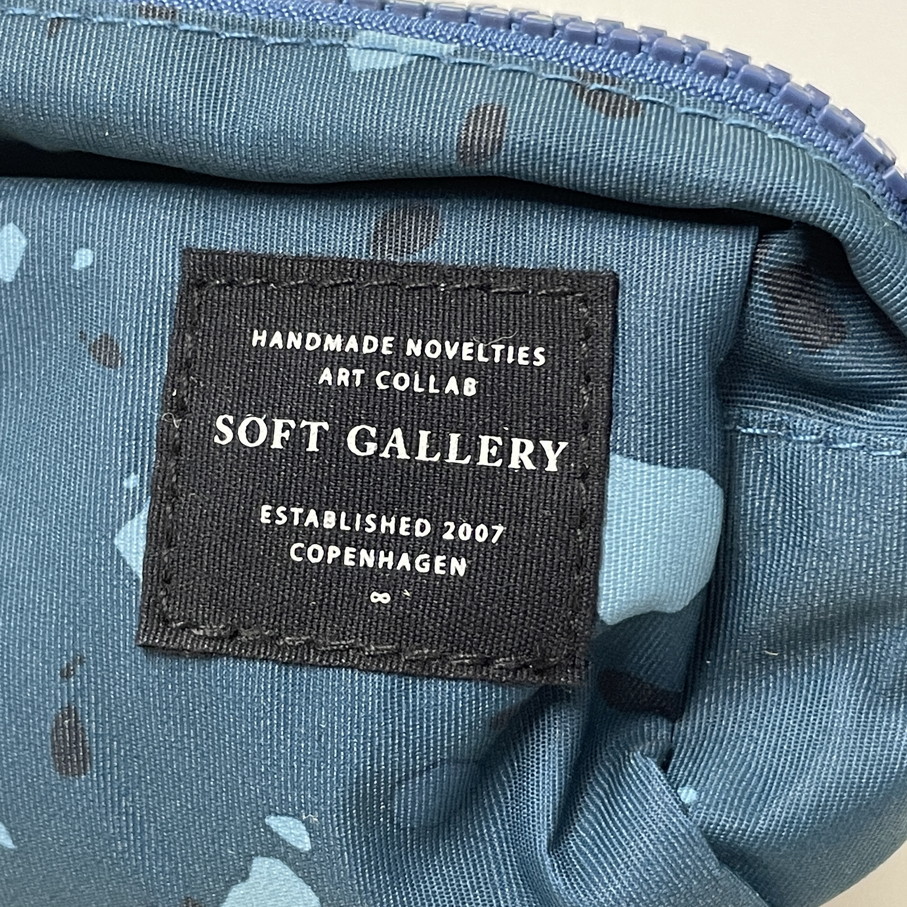 HANDMADE NOVELTIES
ART COLLAB
SOFT GALLERY
ESTABLISHED 2007
COPENHAGEN
∞